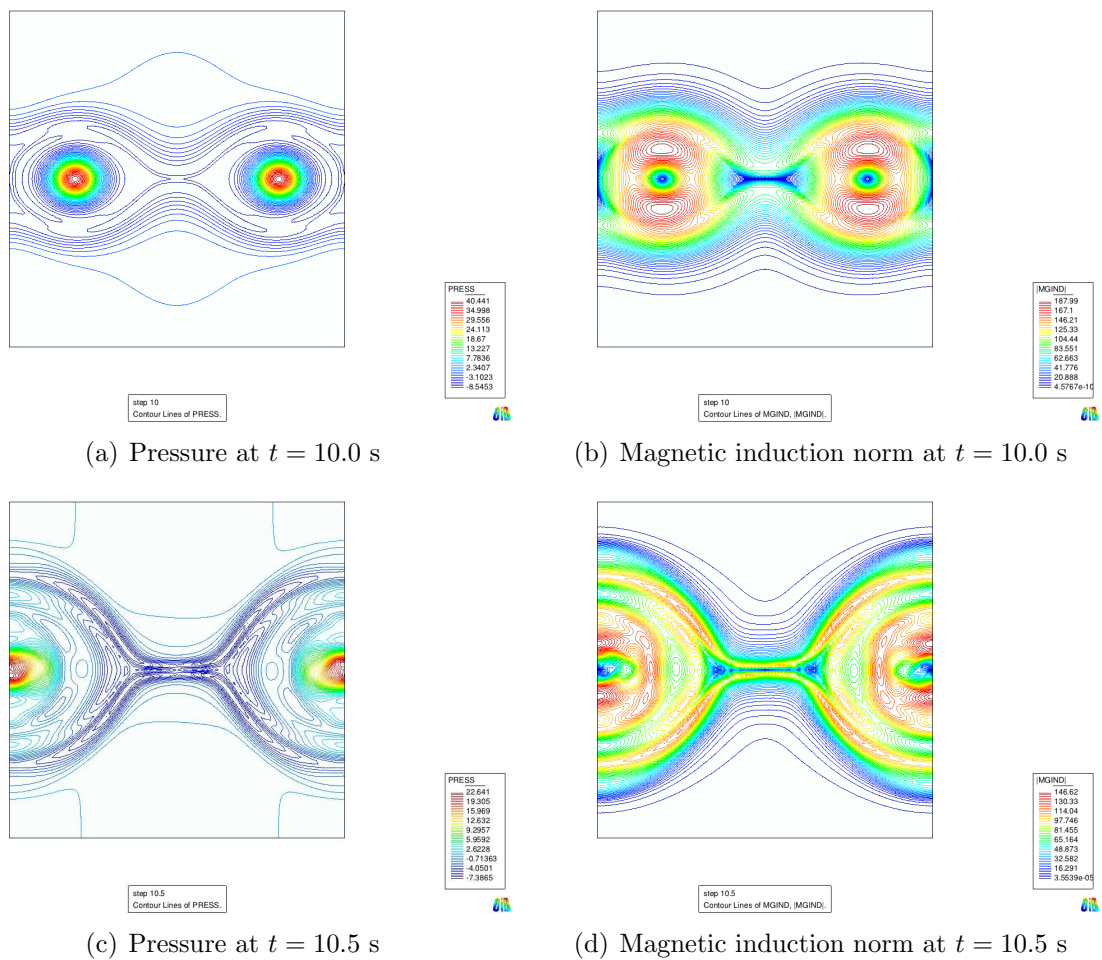 PRESS
40.441
34.998
29.556
24.113
18.67
13.227
7.7836
2.3407
-3.1023
-8.5453
step 10
Contour Lines of PRESS.
(a) Pressure at t = 10.0 s
|MGIND|
187.99
167.1
146.21
125.33
104.44
83.551
62.663
41.776
20.888
4.5767e-10
step 10
Contour Lines of MGIND, |MGIND|.
(b) Magnetic induction norm at t = 10.0 s
PRESS
22.641
19.305
15.969
12.632
9.2957
5.9592
2.6228
-0.71363
-4.0501
-7.3865
step 10.5
Contour Lines of PRESS.
(c) Pressure at t = 10.5 s
|MGIND|
146.62
130.33
114.04
97.746
81.455
65.164
48.873
32.582
16.291
3.5539e-05
step 10.5
Contour Lines of MGIND, |MGIND|.
(d) Magnetic induction norm at t = 10.5 s